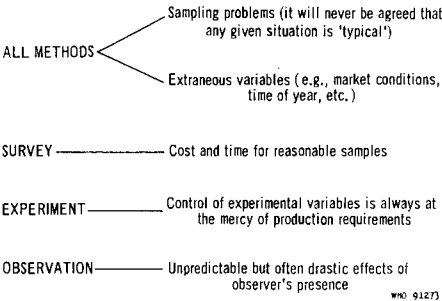 Sampling problems (it will never be agreed that
any given situation is 'typical')
ALL METHODS
Extraneous variables (e.g., market conditions,
time of year, etc.)
SURVEY
Cost and time for reasonable samples
EXPERIMENT
Control of experimental variables is always at
the mercy of production requirements
OBSERVATION
Unpredictable but often drastic effects of
observer's presence
WHO 91273